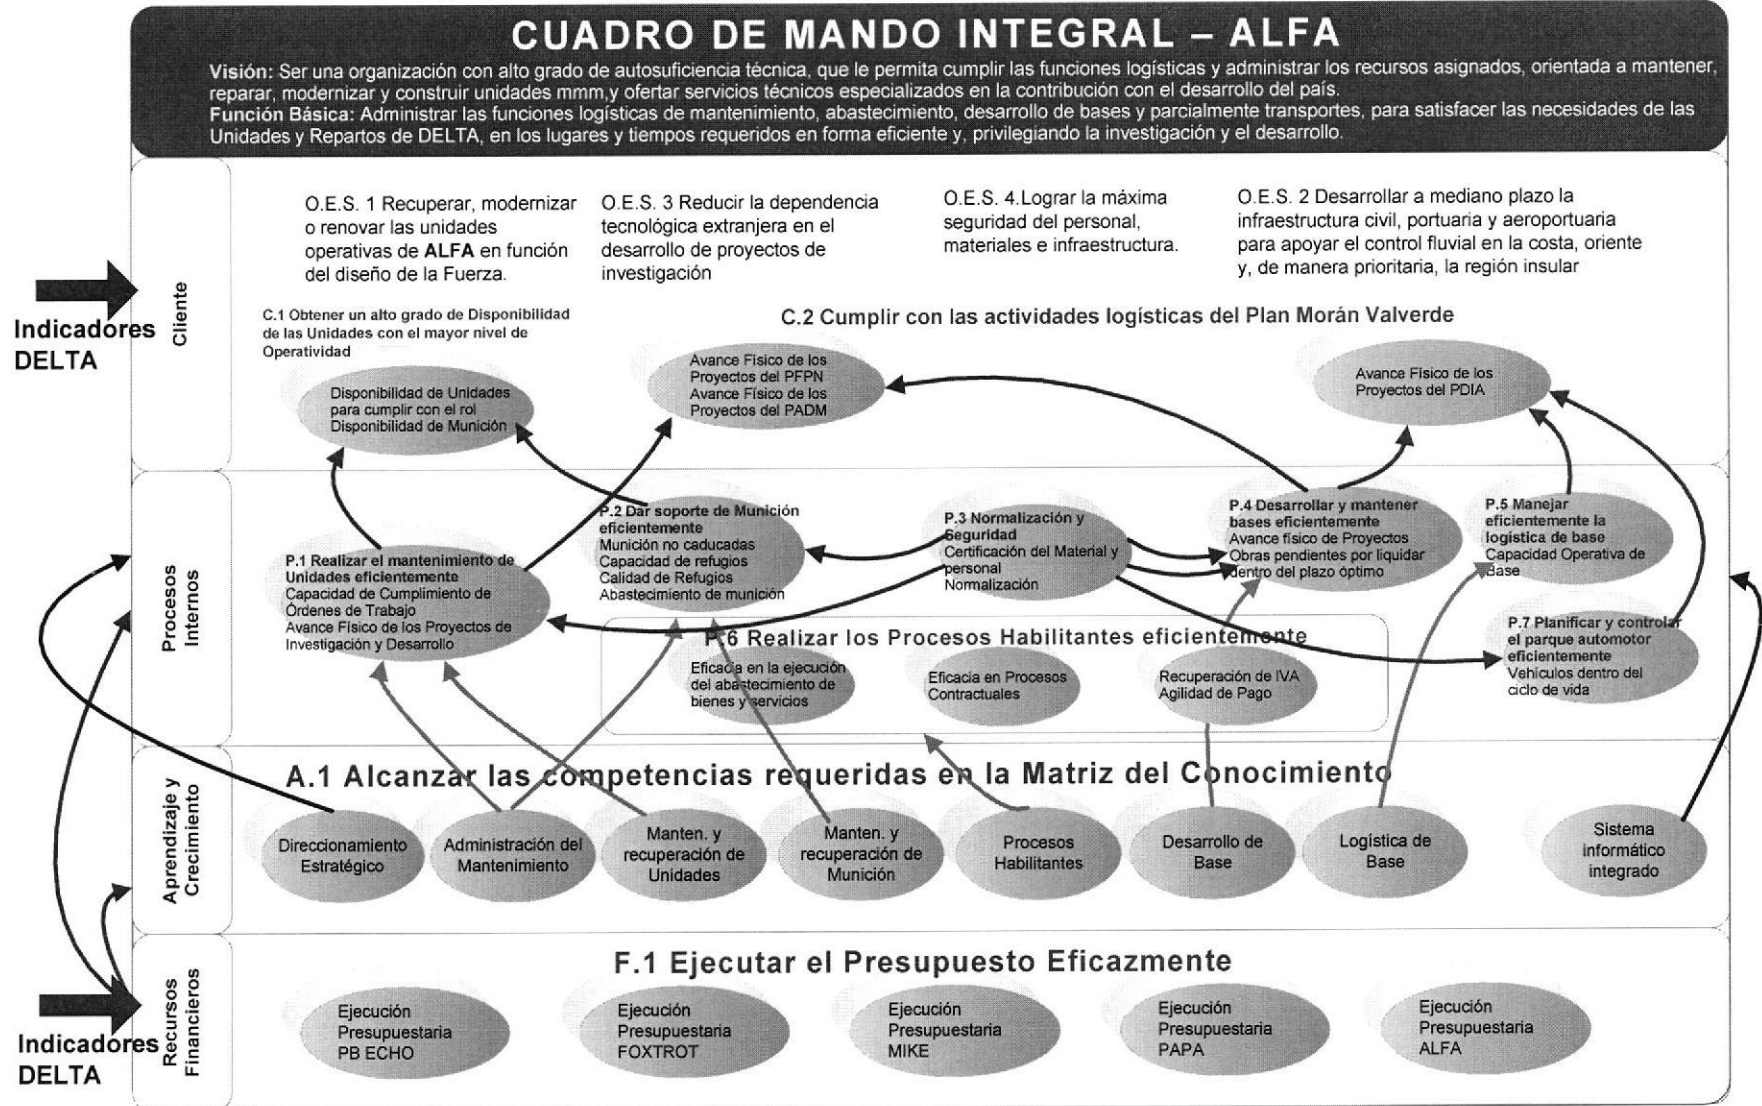 CUADRO DE MANDO INTEGRAL – ALFA
Visión: Ser una organización con alto grado de autosuficiencia técnica, que le permita cumplir las funciones logísticas y administrar los recursos asignados, orientada a mantener,
reparar, modernizar y construir unidades mmm,y ofertar servicios técnicos especializados en la contribución con el desarrollo del país.
Función Básica: Administrar las funciones logísticas de mantenimiento, abastecimiento, desarrollo de bases y parcialmente transportes, para satisfacer las necesidades de las
Unidades y Repartos de DELTA, en los lugares y tiempos requeridos en forma eficiente y, privilegiando la investigación y el desarrollo.
Indicadores
DELTA
Cliente
O.E.S. 1 Recuperar, modernizar
o renovar las unidades
operativas de ALFA en función
del diseño de la Fuerza.
O.E.S. 3 Reducir la dependencia
tecnológica extranjera en el
desarrollo de proyectos de
investigación
O.E.S. 4.Lograr la máxima
seguridad del personal,
materiales e infraestructura.
O.E.S. 2 Desarrollar a mediano plazo la
infraestructura civil, portuaria y aeroportuaria
para apoyar el control fluvial en la costa, oriente
y, de manera prioritaria, la región insular
C.1 Obtener un alto grado de Disponibilidad
de las Unidades con el mayor nivel de
Operatividad
C.2 Cumplir con las actividades logísticas del Plan Morán Valverde
Disponibilidad de Unidades
para cumplir con el rol
Disponibilidad de Munición
Avance Físico de los
Proyectos del PFPN
Avance Físico de los
Proyectos del PADM
Avance Físico de los
Proyectos del PDIA
Procesos
Internos
P.1 Realizar el mantenimiento de
Unidades eficientemente
Capacidad de Cumplimiento de
Órdenes de Trabajo
Avance Físico de los Proyectos de
Investigación y Desarrollo
P.2 Dar soporte de Munición
eficientemente
Munición no caducadas
Capacidad de refugios
Calidad de Refugios
Abastecimiento de munición
P.3 Normalización y
Seguridad
Certificación del Material y
personal
Normalización
P.4 Desarrollar y mantener
bases eficientemente
Avance físico de Proyectos
Obras pendientes por liquidar
dentro del plazo óptimo
P.5 Manejar
eficientemente la
logística de base
Capacidad Operativa de
Base
P.6 Realizar los Procesos Habilitantes eficientemente
Eficacia en la ejecución
del abastecimiento de
bienes y servicios
Eficacia en Procesos
Contractuales
Recuperación de IVA
Agilidad de Pago
P.7 Planificar y controlar
el parque automotor
eficientemente
Vehículos dentro del
ciclo de vida
Aprendizaje y
Crecimiento
A.1 Alcanzar las competencias requeridas en la Matriz del Conocimiento
Direccionamiento
Estratégico
Administración del
Mantenimiento
Manten. y
recuperación de
Unidades
Manten. y
recuperación de
Munición
Procesos
Habilitantes
Desarrollo de
Base
Logística de
Base
Sistema
informático
integrado
Indicadores
DELTA
Recursos
Financieros
F.1 Ejecutar el Presupuesto Eficazmente
Ejecución
Presupuestaria
PB ECHO
Ejecución
Presupuestaria
FOXTROT
Ejecución
Presupuestaria
MIKE
Ejecución
Presupuestaria
PAPA
Ejecución
Presupuestaria
ALFA